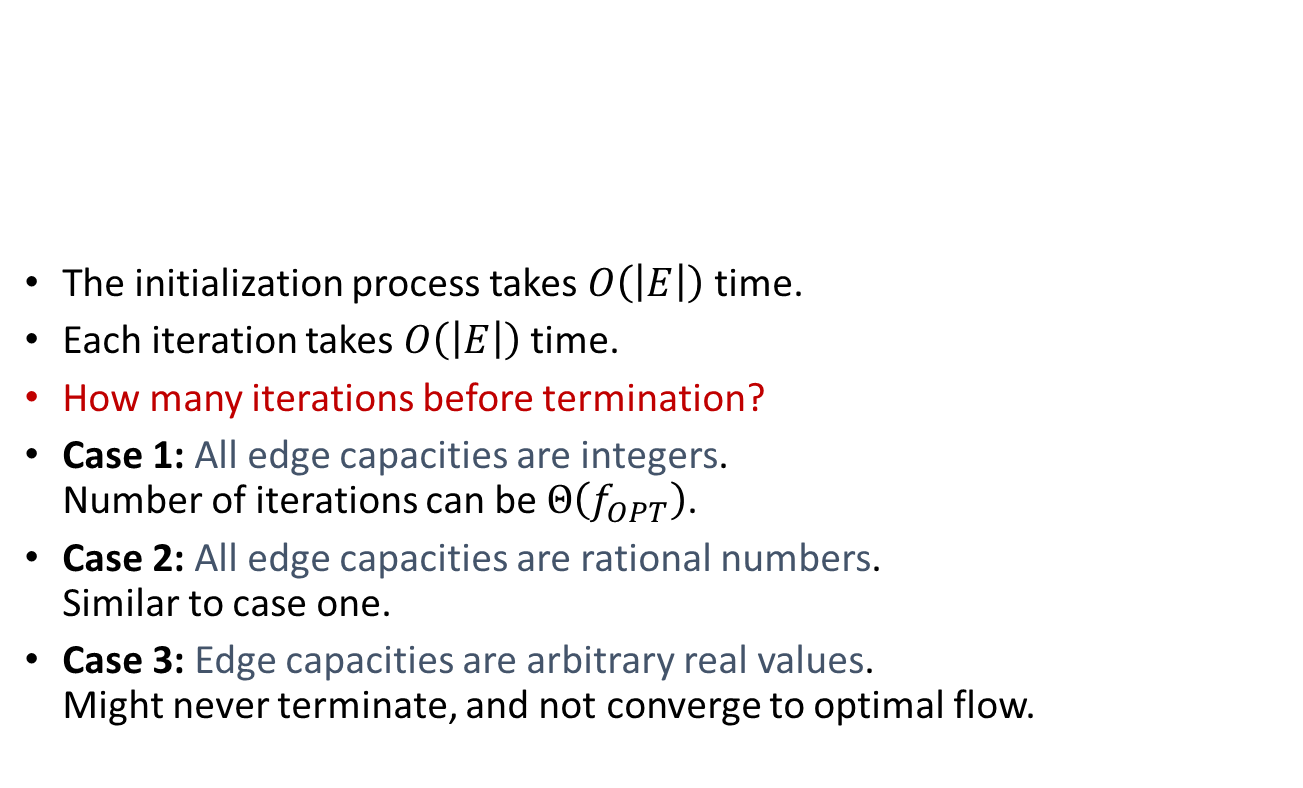 • The initialization process takes O(|E|) time.
• Each iteration takes O(|E|) time.
• How many iterations before termination?
• Case 1: All edge capacities are integers.
Number of iterations can be Θ(f_OPT).
• Case 2: All edge capacities are rational numbers.
Similar to case one.
• Case 3: Edge capacities are arbitrary real values.
Might never terminate, and not converge to optimal flow.